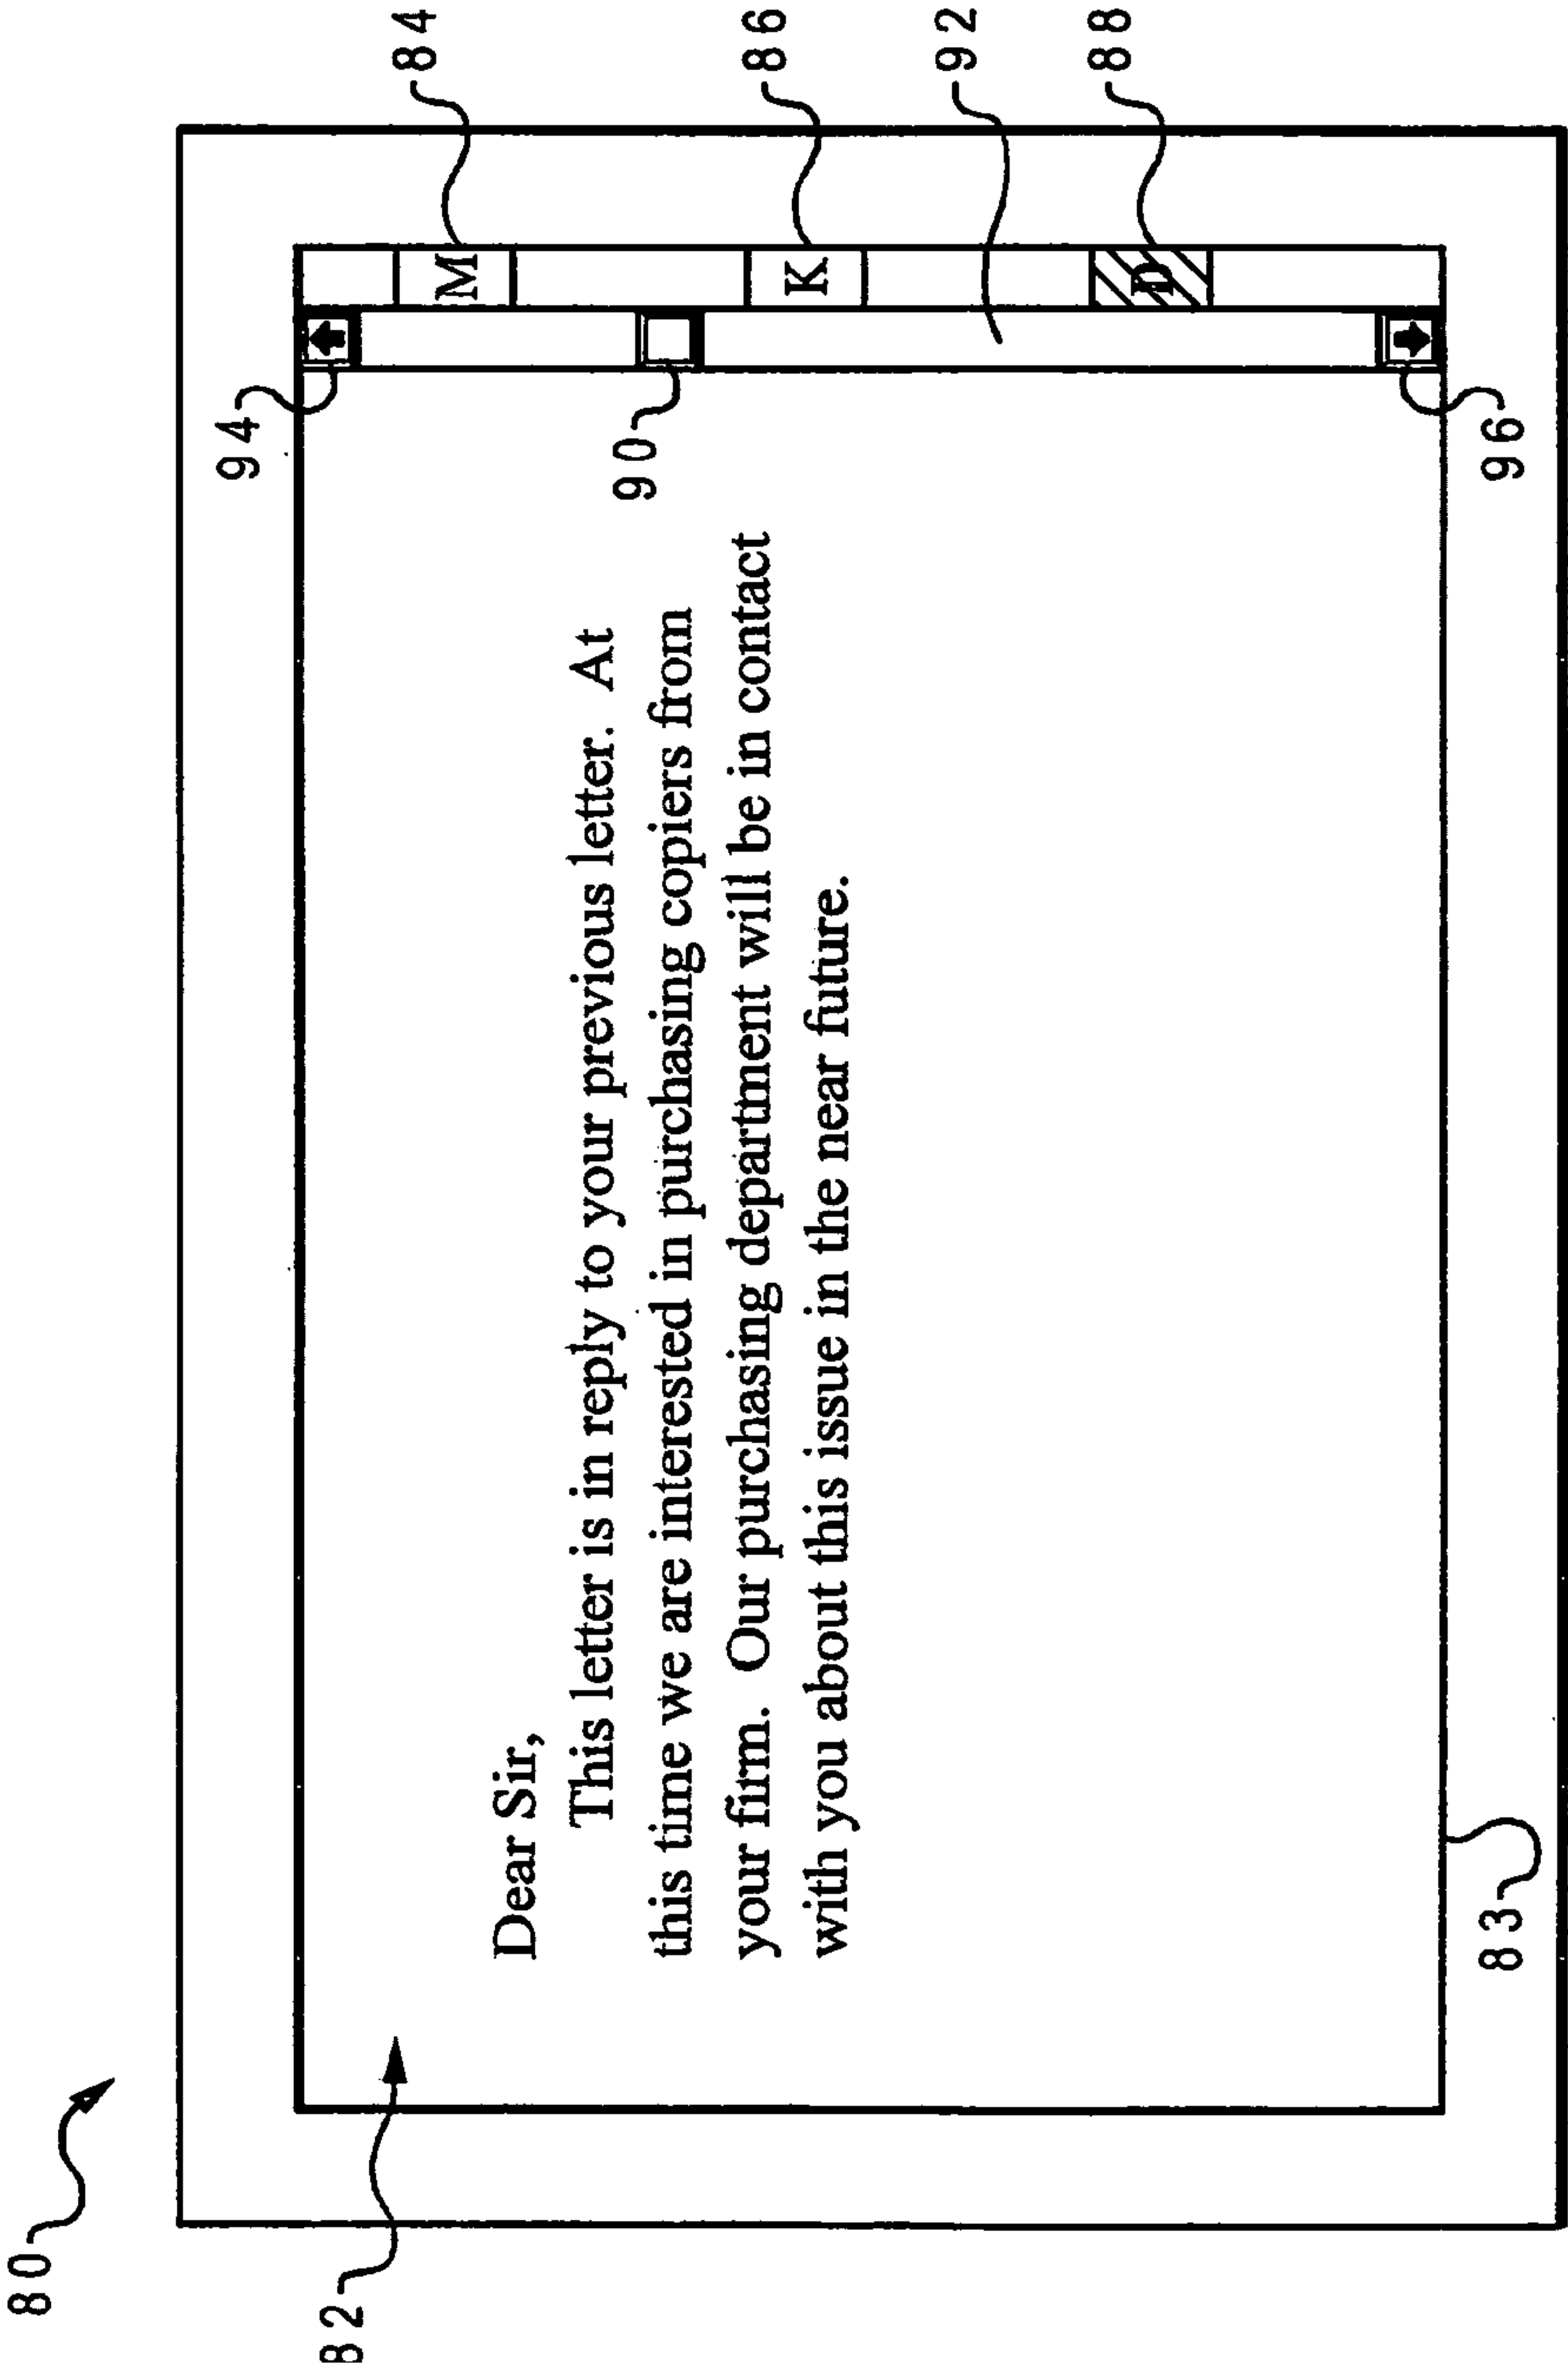 80
82
Dear Sir,
This letter is in reply to your previous letter.  At
this time we are interested in purchasing copiers from
your firm.  Our purchasing department will be in contact
with you about this issue in the near future.
94
90
96
83
M
K
D
84
86
92
88